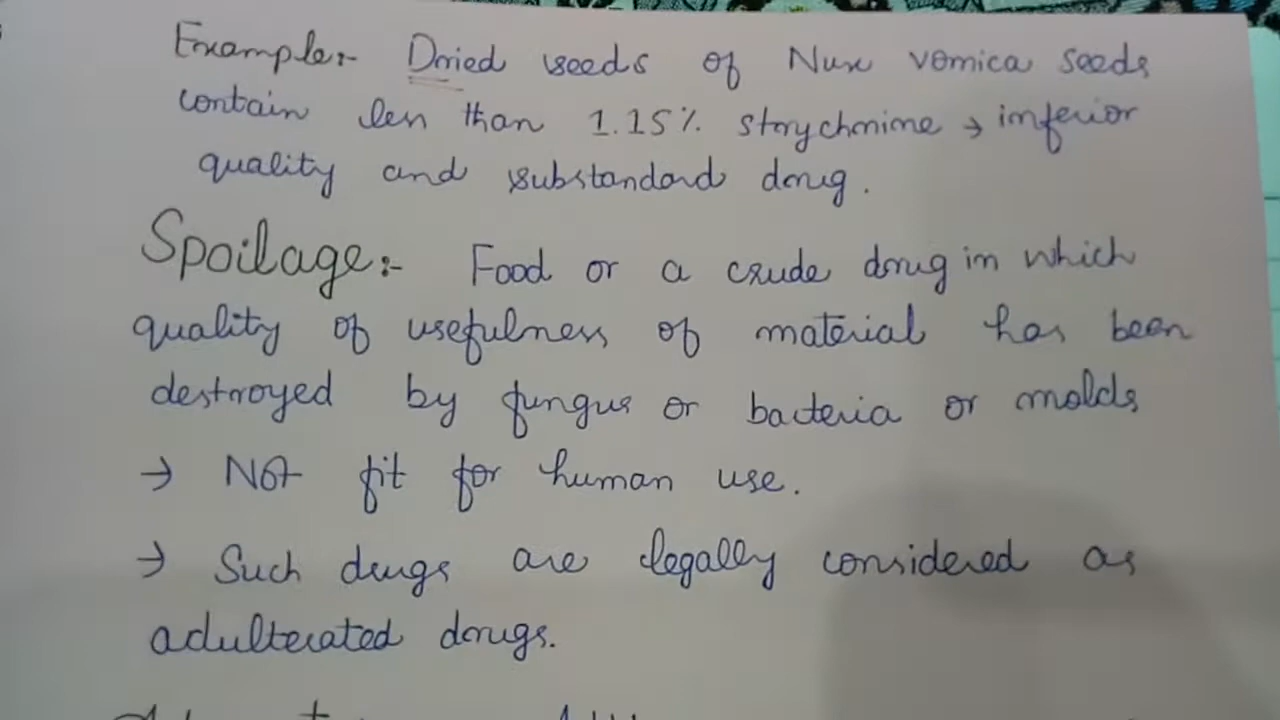 Example:- Dried seeds of Nux vomica seeds
contain less than 1.15% strychnine → inferior
quality and substandard drug.
Spoilage:- Food or a crude drug in which
quality of usefulness of material has been
destroyed by fungus or bacteria or molds
→ Not fit for human use.
→ Such drugs are legally considered as
adulterated drugs.